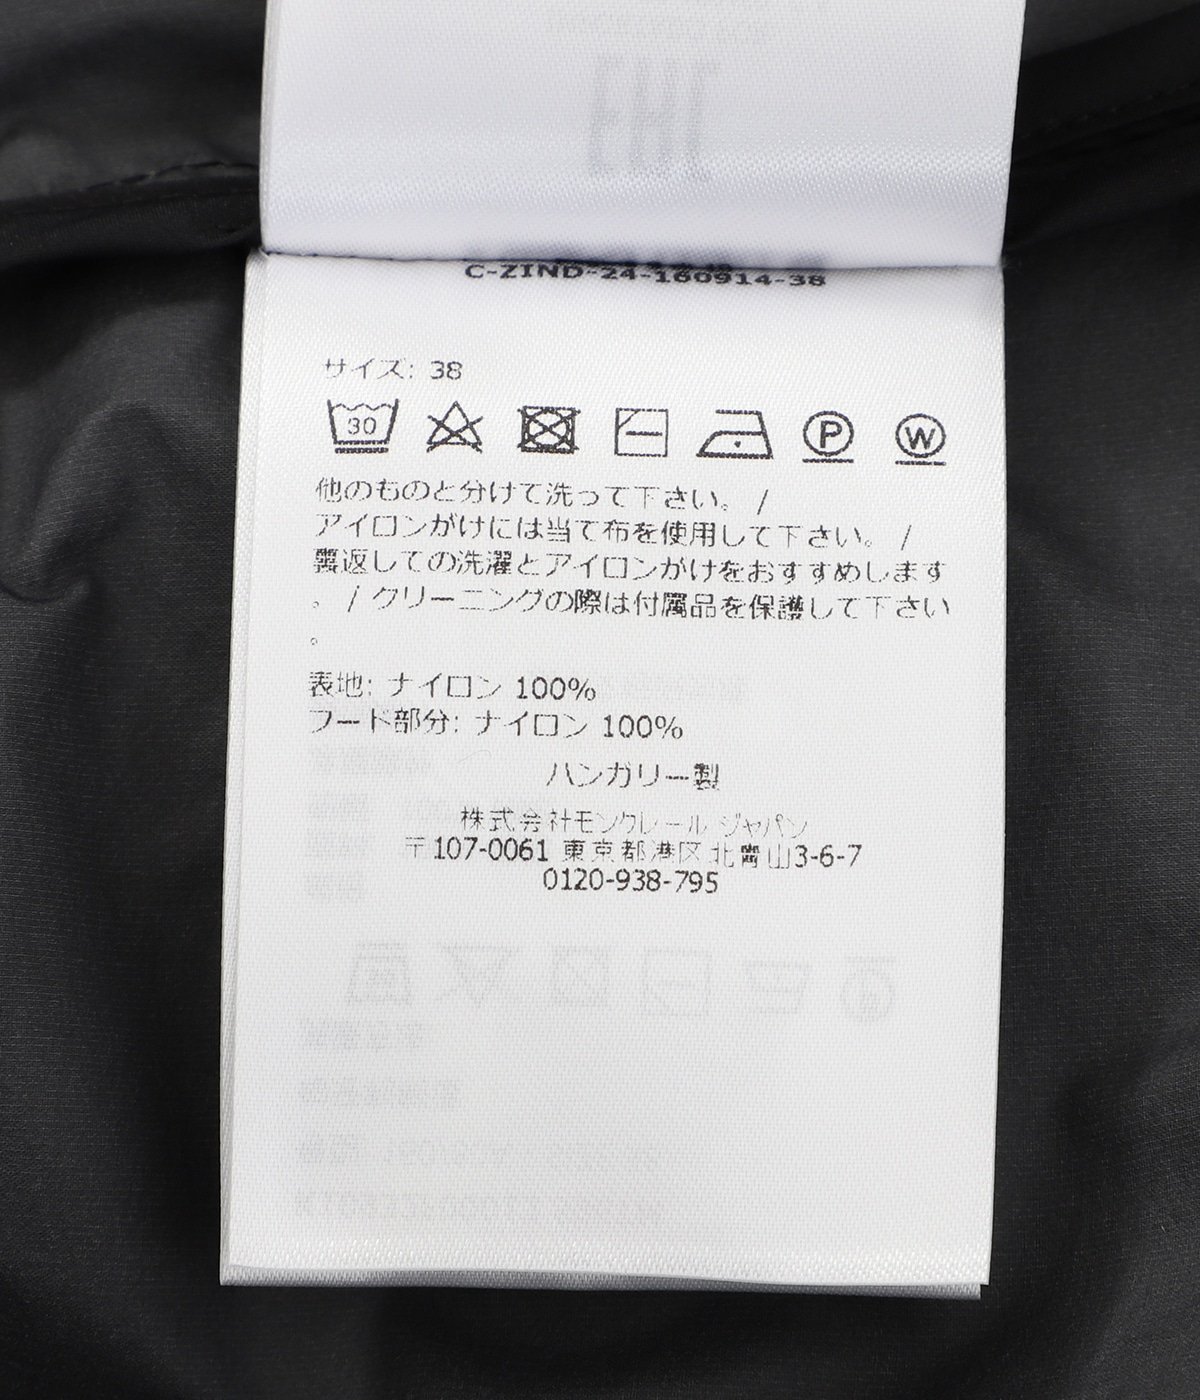 C-ZIND-24-160914-38
サイズ: 38
30
P
W
他のものと分けて洗って下さい。 /
アイロンがけには当て布を使用して下さい。 /
裏返しての洗濯とアイロンがけをおすすめします
。 / クリーニングの際は付属品を保護して下さい
。
表地: ナイロン 100%
フード部分: ナイロン 100%
ハンガリー製
株式会社モンクレール ジャパン
〒107-0061 東京都港区北青山3-6-7
0120-938-795